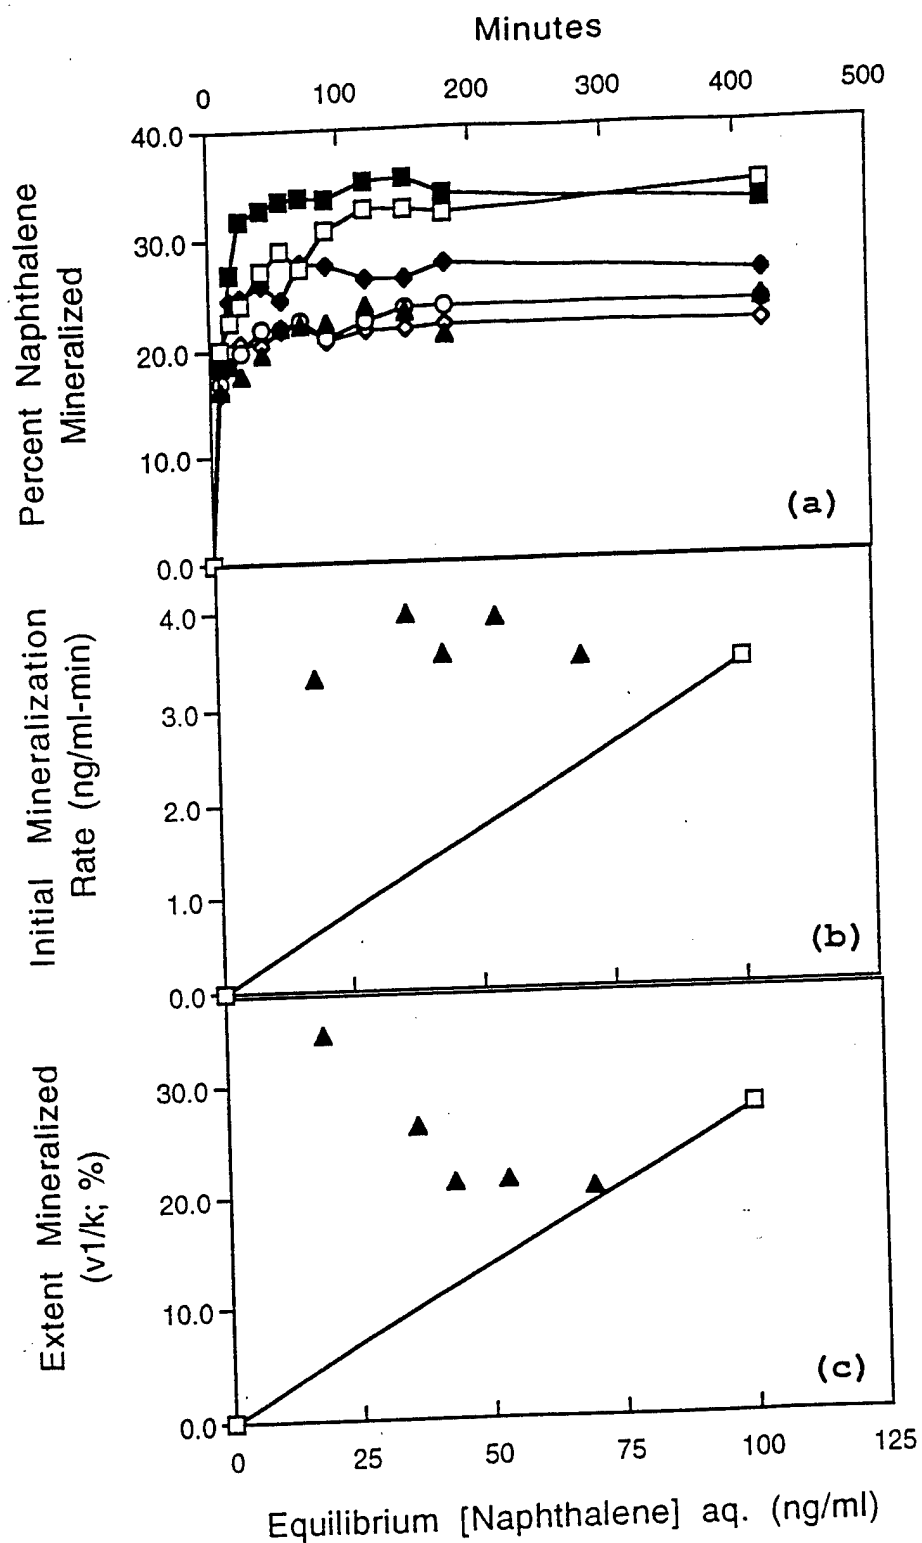 Minutes
0 100 200 300 400 500
Percent Naphthalene
Mineralized
40.0
30.0
20.0
10.0
0.0
(a)
Initial Mineralization
Rate (ng/ml-min)
4.0
3.0
2.0
1.0
0.0
(b)
Extent Mineralized
(v1/k; %)
30.0
20.0
10.0
0.0
(c)
0 25 50 75 100 125
Equilibrium [Naphthalene] aq. (ng/ml)